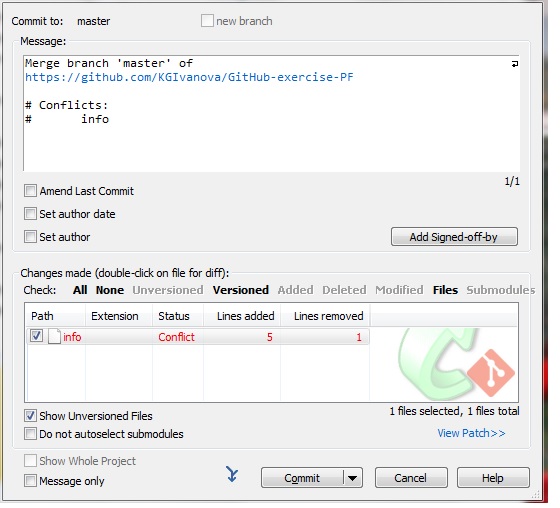 Commit to: master new branch
Message:
Merge branch 'master' of
https://github.com/KGIvanova/GitHub-exercise-PF
# Conflicts:
# info
1/1
Amend Last Commit
Set author date
Set author
Add Signed-off-by
Changes made (double-click on file for diff):
Check: All None Unversioned Versioned Added Deleted Modified Files Submodules
Path Extension Status Lines added Lines removed
info Conflict 5 1
Show Unversioned Files
1 files selected, 1 files total
Do not autoselect submodules
View Patch>>
Show Whole Project
Message only
Commit Cancel Help